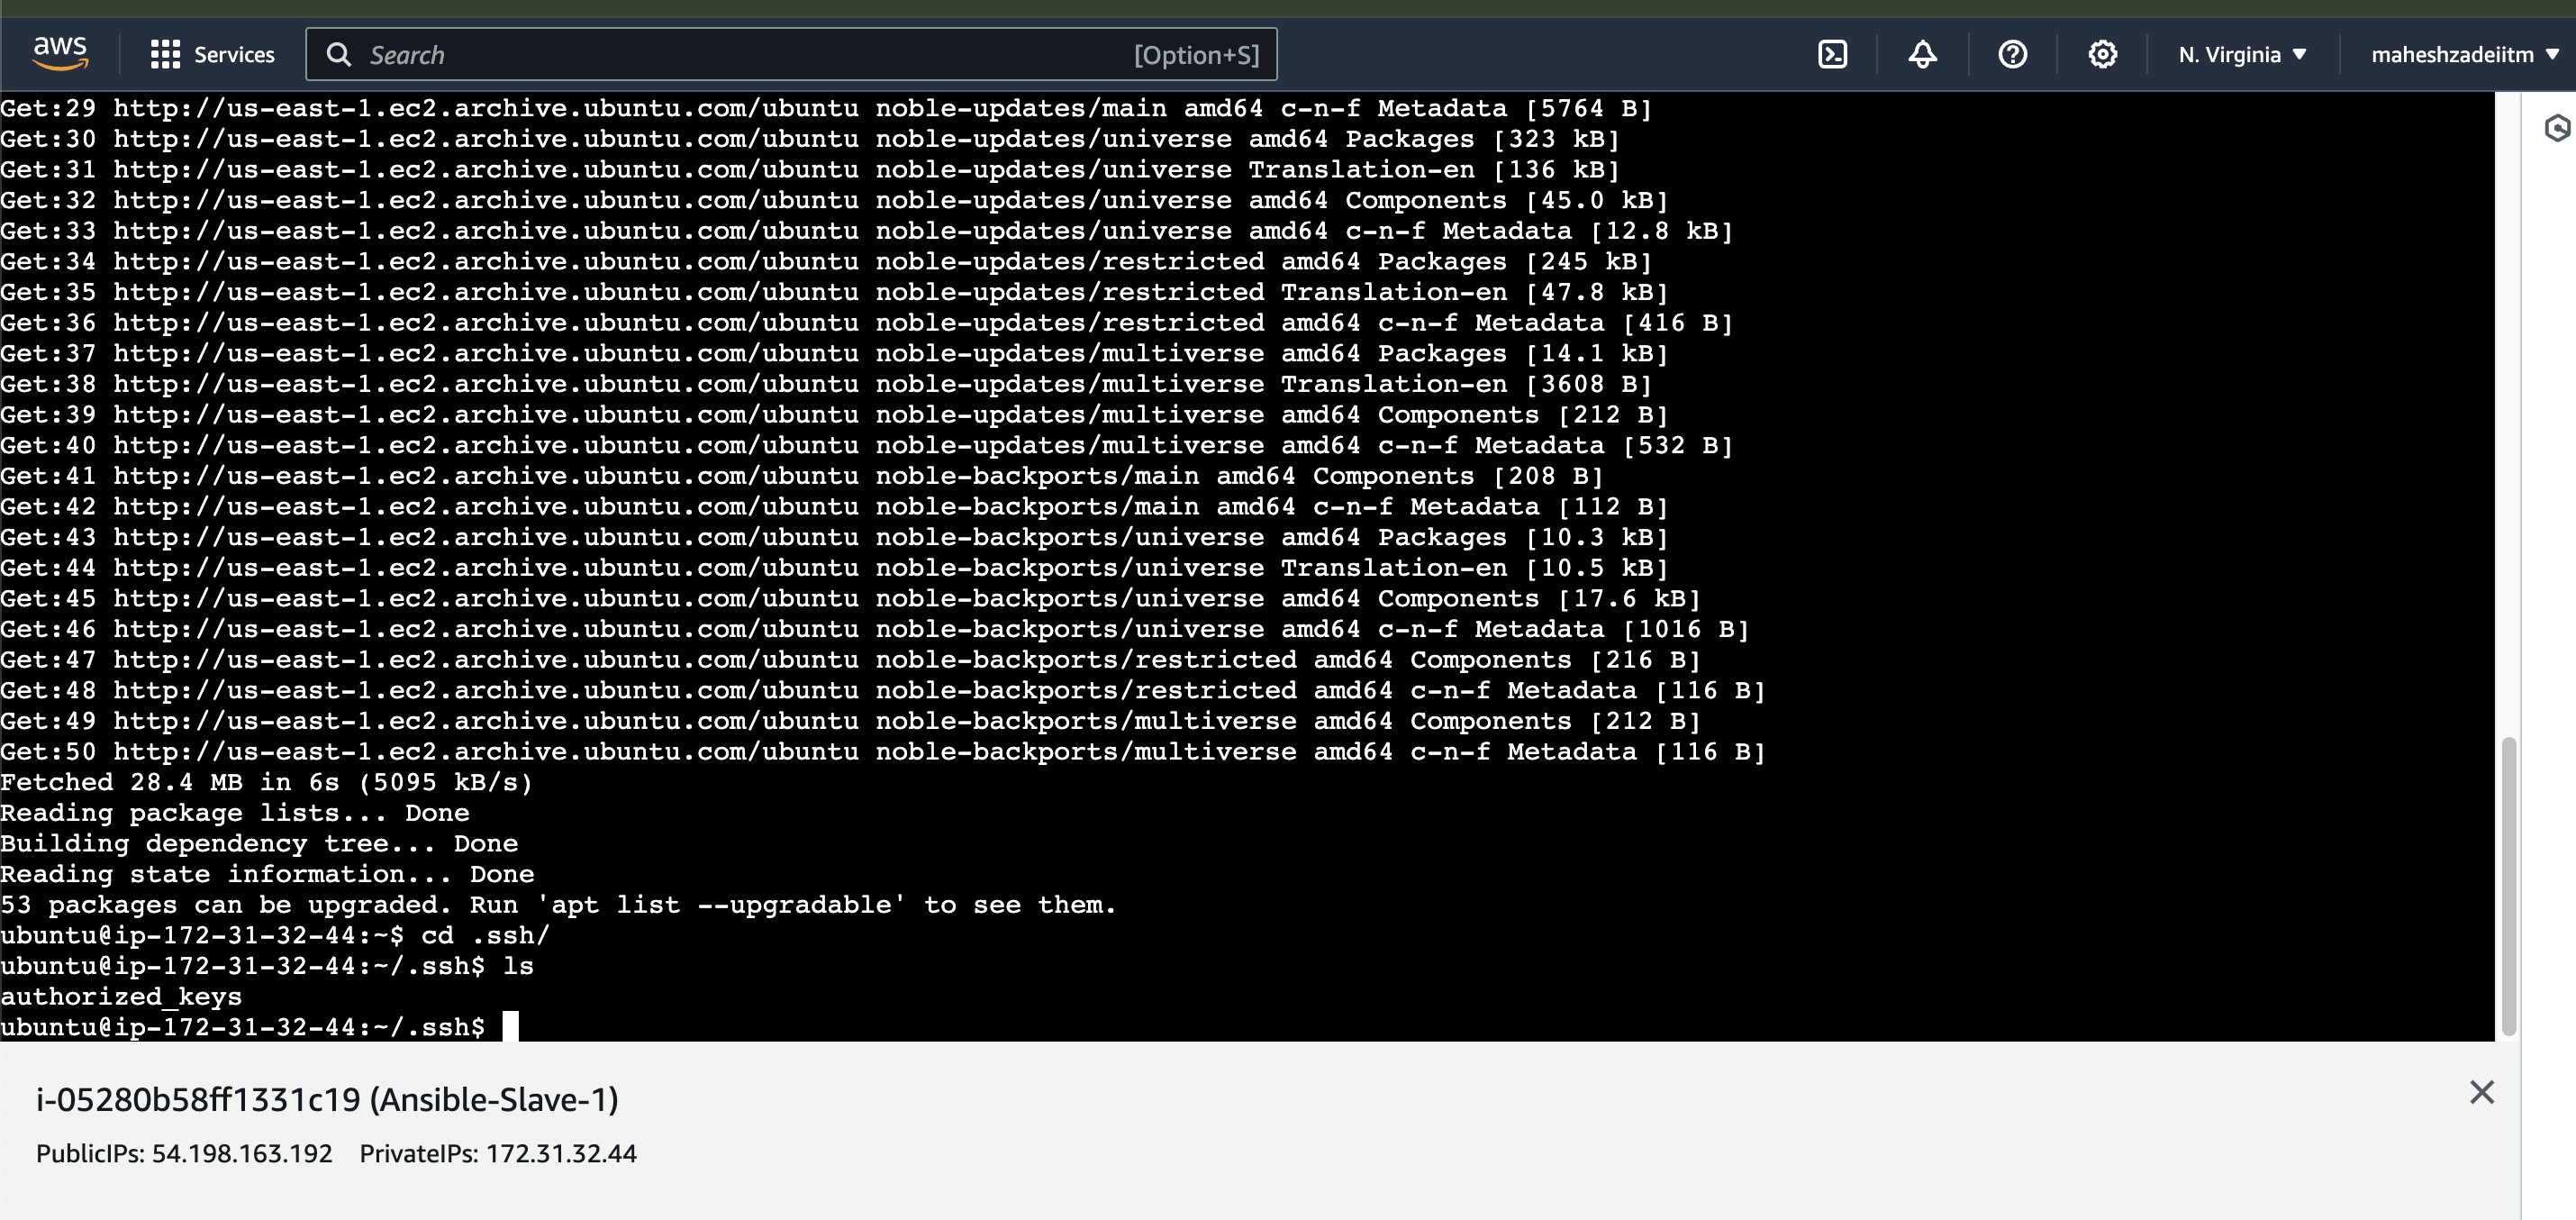 aws
Services
Search
[Option+S]
N. Virginia
maheshzadeiitm
Get:29 http://us-east-1.ec2.archive.ubuntu.com/ubuntu noble-updates/main amd64 c-n-f Metadata [5764 B]
Get:30 http://us-east-1.ec2.archive.ubuntu.com/ubuntu noble-updates/universe amd64 Packages [323 kB]
Get:31 http://us-east-1.ec2.archive.ubuntu.com/ubuntu noble-updates/universe Translation-en [136 kB]
Get:32 http://us-east-1.ec2.archive.ubuntu.com/ubuntu noble-updates/universe amd64 Components [45.0 kB]
Get:33 http://us-east-1.ec2.archive.ubuntu.com/ubuntu noble-updates/universe amd64 c-n-f Metadata [12.8 kB]
Get:34 http://us-east-1.ec2.archive.ubuntu.com/ubuntu noble-updates/restricted amd64 Packages [245 kB]
Get:35 http://us-east-1.ec2.archive.ubuntu.com/ubuntu noble-updates/restricted Translation-en [47.8 kB]
Get:36 http://us-east-1.ec2.archive.ubuntu.com/ubuntu noble-updates/restricted amd64 c-n-f Metadata [416 B]
Get:37 http://us-east-1.ec2.archive.ubuntu.com/ubuntu noble-updates/multiverse amd64 Packages [14.1 kB]
Get:38 http://us-east-1.ec2.archive.ubuntu.com/ubuntu noble-updates/multiverse Translation-en [3608 B]
Get:39 http://us-east-1.ec2.archive.ubuntu.com/ubuntu noble-updates/multiverse amd64 Components [212 B]
Get:40 http://us-east-1.ec2.archive.ubuntu.com/ubuntu noble-updates/multiverse amd64 c-n-f Metadata [532 B]
Get:41 http://us-east-1.ec2.archive.ubuntu.com/ubuntu noble-backports/main amd64 Components [208 B]
Get:42 http://us-east-1.ec2.archive.ubuntu.com/ubuntu noble-backports/main amd64 c-n-f Metadata [112 B]
Get:43 http://us-east-1.ec2.archive.ubuntu.com/ubuntu noble-backports/universe amd64 Packages [10.3 kB]
Get:44 http://us-east-1.ec2.archive.ubuntu.com/ubuntu noble-backports/universe Translation-en [10.5 kB]
Get:45 http://us-east-1.ec2.archive.ubuntu.com/ubuntu noble-backports/universe amd64 Components [17.6 kB]
Get:46 http://us-east-1.ec2.archive.ubuntu.com/ubuntu noble-backports/universe amd64 c-n-f Metadata [1016 B]
Get:47 http://us-east-1.ec2.archive.ubuntu.com/ubuntu noble-backports/restricted amd64 Components [216 B]
Get:48 http://us-east-1.ec2.archive.ubuntu.com/ubuntu noble-backports/restricted amd64 c-n-f Metadata [116 B]
Get:49 http://us-east-1.ec2.archive.ubuntu.com/ubuntu noble-backports/multiverse amd64 Components [212 B]
Get:50 http://us-east-1.ec2.archive.ubuntu.com/ubuntu noble-backports/multiverse amd64 c-n-f Metadata [116 B]
Fetched 28.4 MB in 6s (5095 kB/s)
Reading package lists... Done
Building dependency tree... Done
Reading state information... Done
53 packages can be upgraded. Run 'apt list --upgradable' to see them.
ubuntu@ip-172-31-32-44:~$ cd .ssh/
ubuntu@ip-172-31-32-44:~/.ssh$ ls
authorized_keys
ubuntu@ip-172-31-32-44:~/.ssh$
i-05280b58ff1331c19 (Ansible-Slave-1)
PublicIPs: 54.198.163.192 PrivateIPs: 172.31.32.44